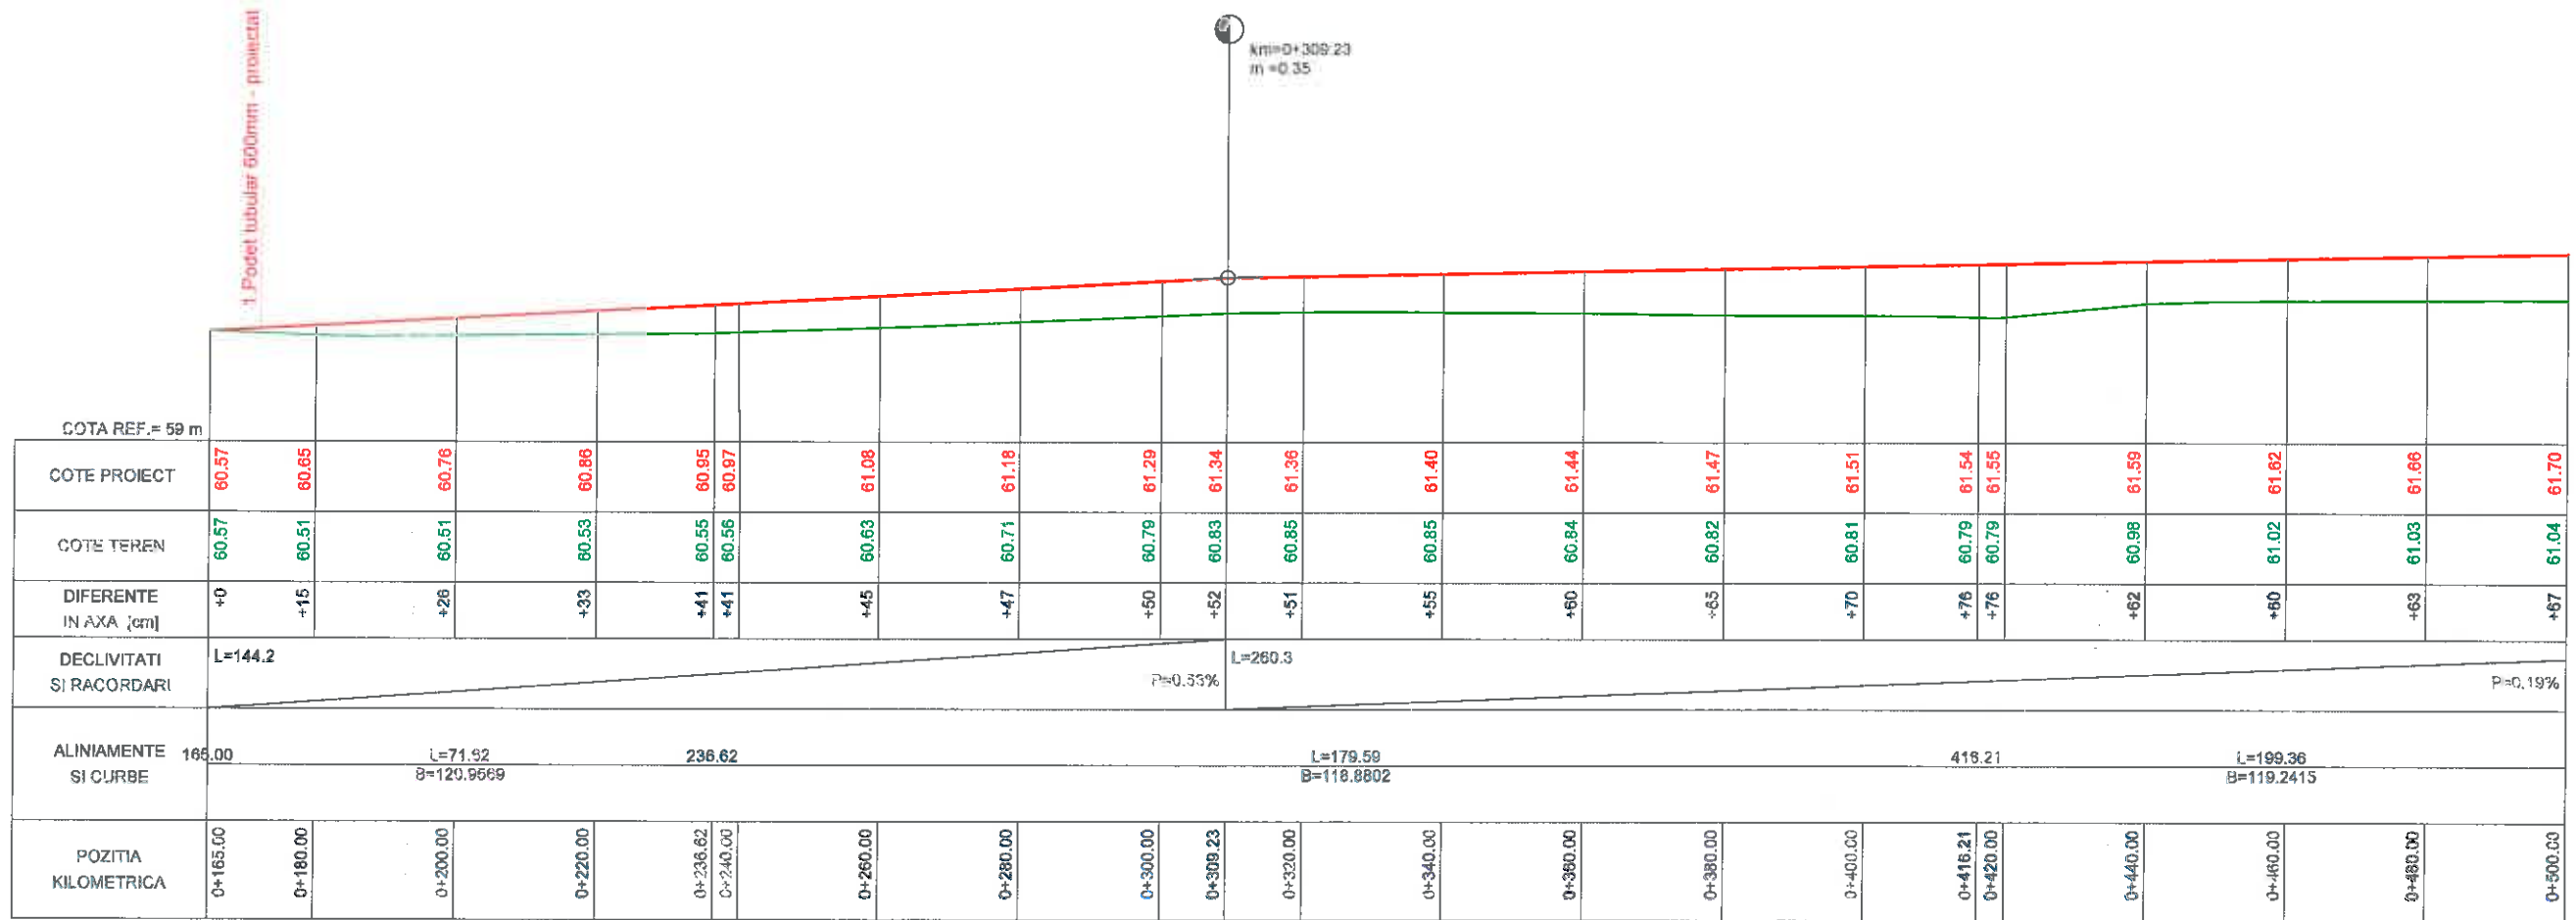 1.Podet tubular 600mm - proiectat
km=0+309.23
m =0.35
COTA REF.= 59 m
COTE PROIECT
60.57 60.65 60.76 60.86 60.95 60.97 61.08 61.18 61.29 61.34 61.36 61.40 61.44 61.47 61.51 61.54 61.55 61.59 61.62 61.66 61.70
COTE TEREN
60.57 60.51 60.51 60.53 60.55 60.56 60.63 60.71 60.79 60.83 60.85 60.85 60.84 60.82 60.81 60.79 60.79 60.98 61.02 61.03 61.04
DIFERENTE
IN AXA [cm]
+0 +15 +26 +33 +41 +41 +45 +47 +50 +52 +51 +55 +60 +65 +70 +76 +76 +62 +60 +63 +67
DECLIVITATI
SI RACORDARI
L=144.2
P=0.53%
L=260.3
P=0.19%
ALINIAMENTE
SI CURBE
165.00
L=71.62
B=120.9569
236.62
L=179.59
B=118.8802
416.21
L=199.36
B=119.2415
POZITIA
KILOMETRICA
0+165.00 0+180.00 0+200.00 0+220.00 0+236.62 0+240.00 0+260.00 0+280.00 0+300.00 0+309.23 0+320.00 0+340.00 0+360.00 0+380.00 0+400.00 0+416.21 0+420.00 0+440.00 0+460.00 0+480.00 0+500.00